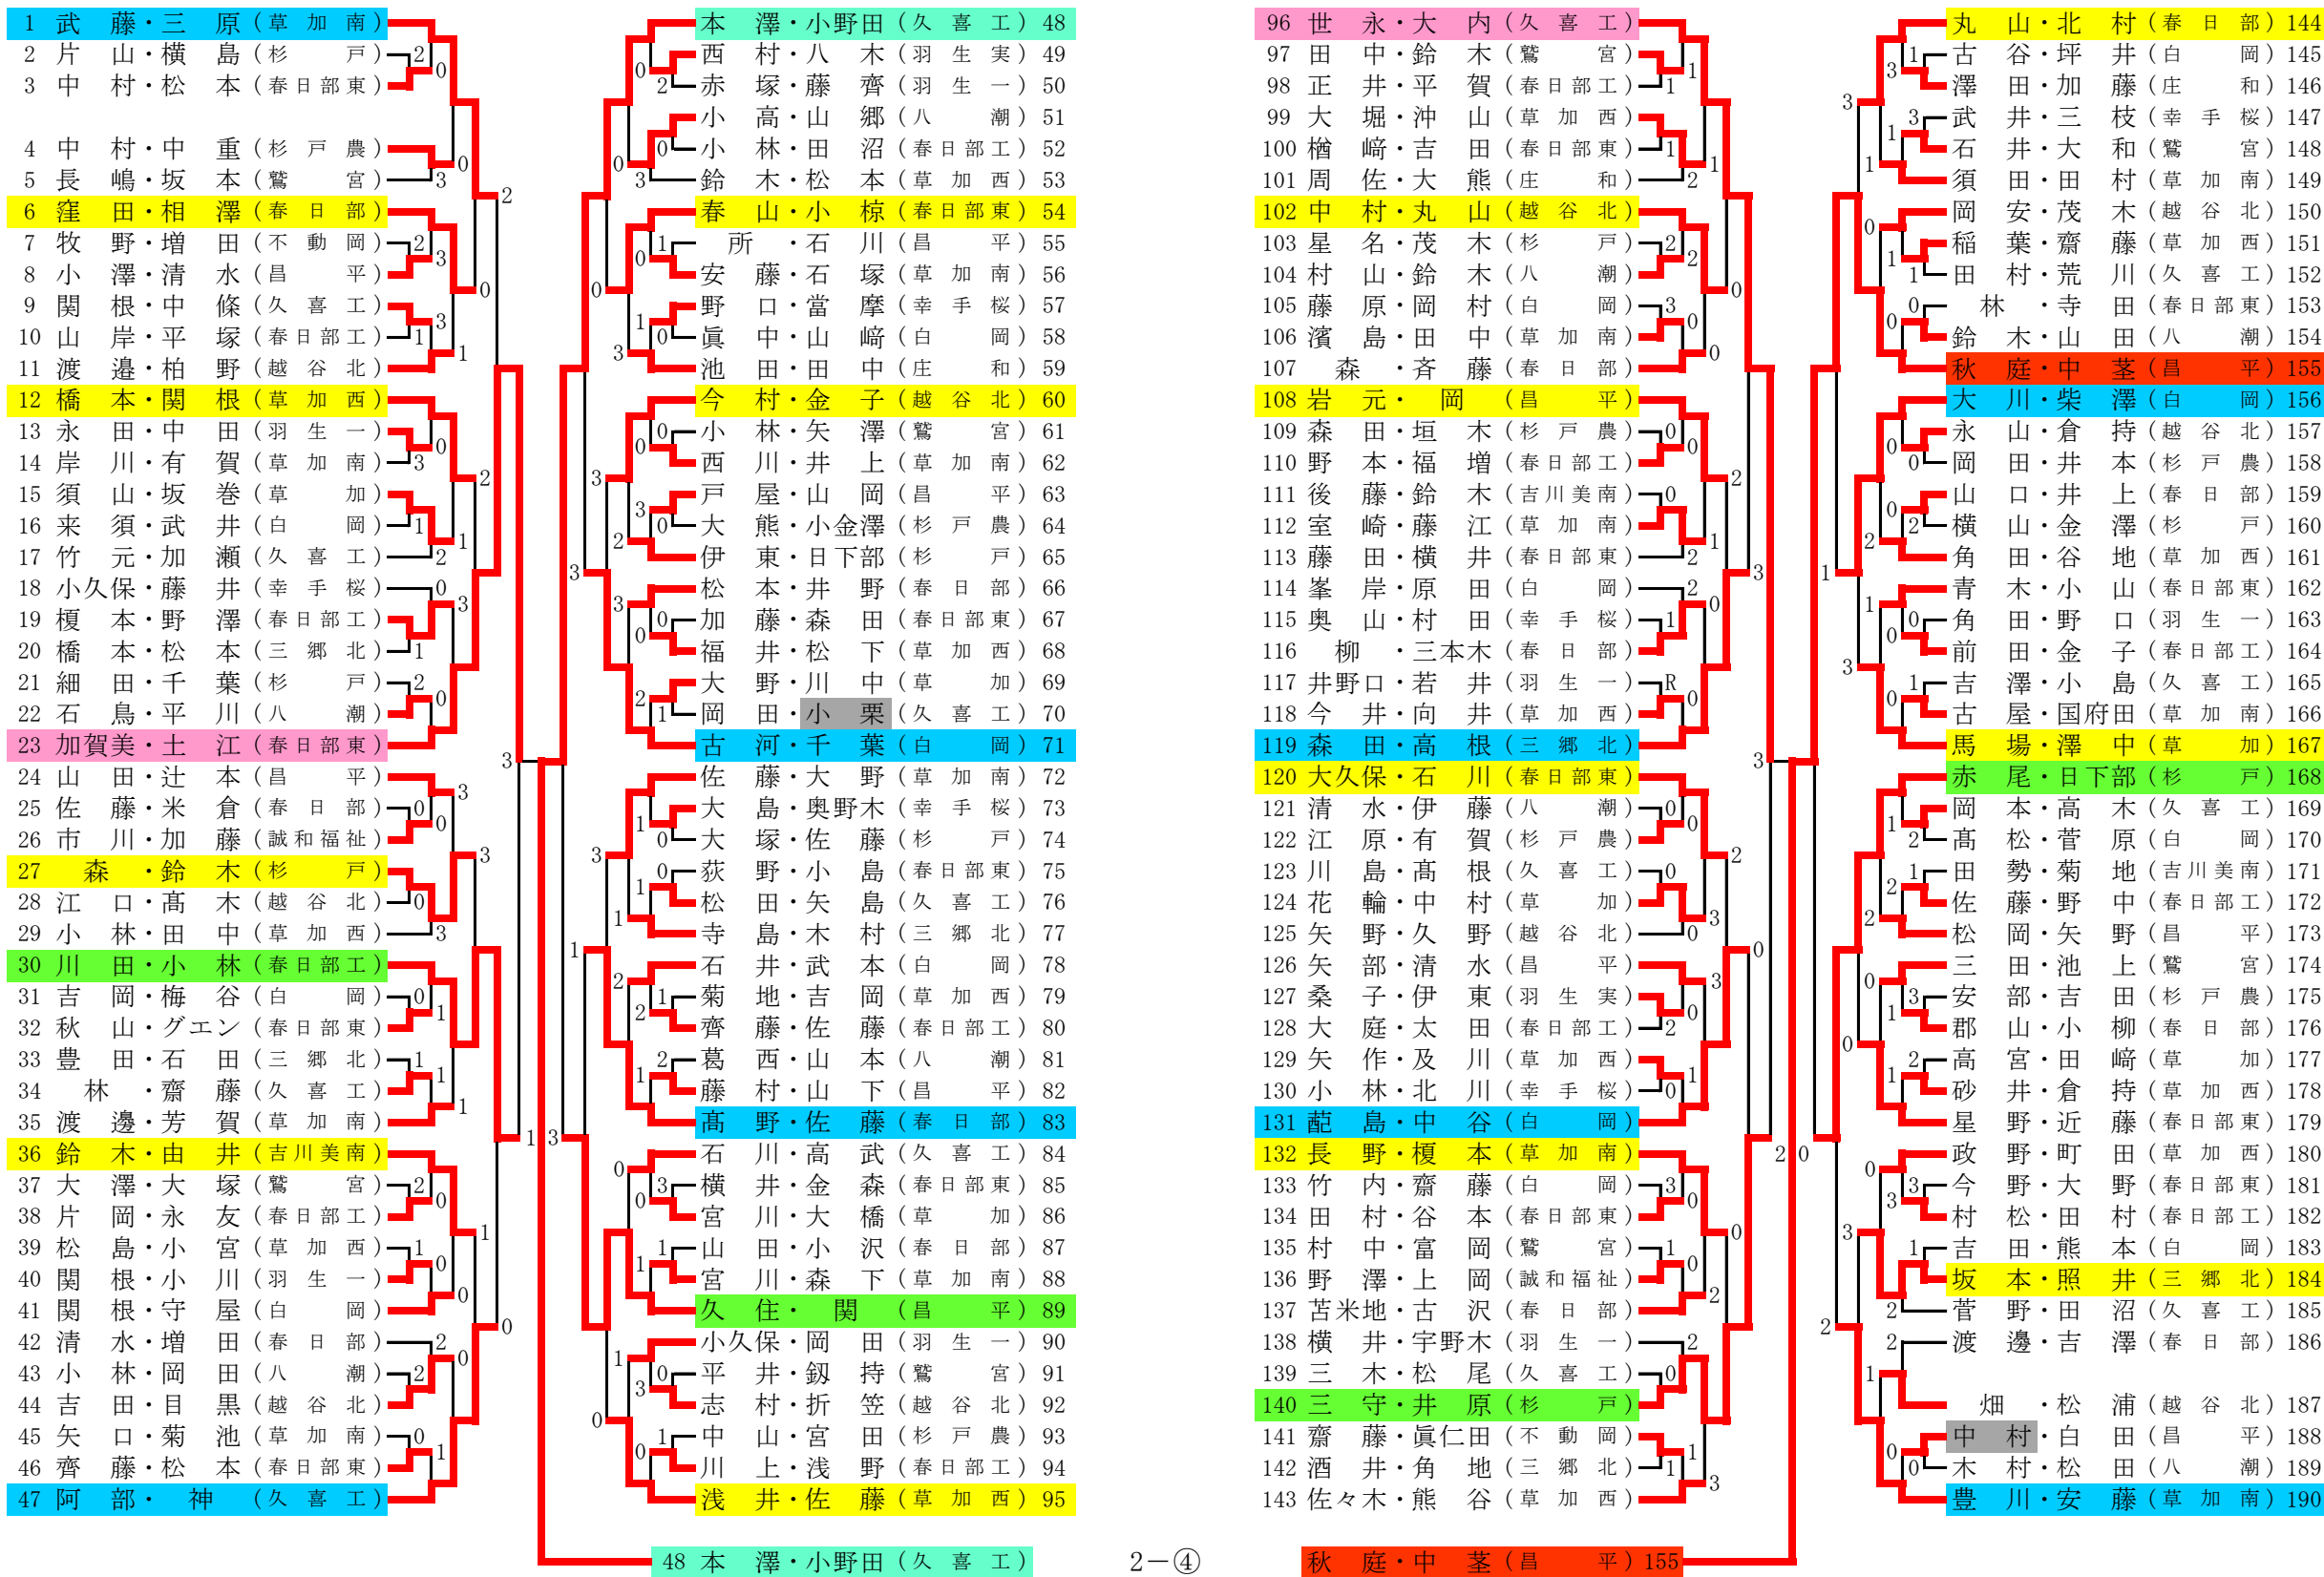 1 武藤・三原（草加南）
2 片山・横島（杉戸）
3 中村・松本（春日部東）
4 中村・中重（杉戸農）
5 長嶋・坂本（鷲宮）
6 窪田・相澤（春日部）
7 牧野・増田（不動岡）
8 小澤・清水（昌平）
9 関根・中條（久喜工）
10 山岸・平塚（春日部工）
11 渡邉・柏野（越谷北）
12 橋本・関根（草加西）
13 永田・中田（羽生一）
14 岸川・有賀（草加南）
15 須山・坂巻（草加）
16 来須・武井（白岡）
17 竹元・加瀬（久喜工）
18 小久保・藤井（幸手桜）
19 榎本・野澤（春日部工）
20 橋本・松本（三郷北）
21 細田・千葉（杉戸）
22 石鳥・平川（八潮）
23 加賀美・土江（春日部東）
24 山田・辻本（昌平）
25 佐藤・米倉（春日部）
26 市川・加藤（誠和福祉）
27 森・鈴木（杉戸）
28 江口・髙木（越谷北）
29 小林・田中（草加西）
30 川田・小林（春日部工）
31 吉岡・梅谷（白岡）
32 秋山・グエン（春日部東）
33 豊田・石田（三郷北）
34 林・齋藤（久喜工）
35 渡邊・芳賀（草加南）
36 鈴木・由井（吉川美南）
37 大澤・大塚（鷲宮）
38 片岡・永友（春日部工）
39 松島・小宮（草加西）
40 関根・小川（羽生一）
41 関根・守屋（白岡）
42 清水・増田（春日部）
43 小林・岡田（八潮）
44 吉田・目黒（越谷北）
45 矢口・菊池（草加南）
46 齊藤・松本（春日部東）
47 阿部・神（久喜工）
本澤・小野田（久喜工）48
西村・八木（羽生実）49
赤塚・藤齊（羽生一）50
小高・山郷（八潮）51
小林・田沼（春日部工）52
鈴木・松本（草加西）53
春山・小椋（春日部東）54
所・石川（昌平）55
安藤・石塚（草加南）56
野口・當摩（幸手桜）57
眞中・山﨑（白岡）58
池田・田中（庄和）59
今村・金子（越谷北）60
小林・矢澤（鷲宮）61
西川・井上（草加南）62
戸屋・山岡（昌平）63
大熊・小金澤（杉戸農）64
伊東・日下部（杉戸）65
松本・井野（春日部）66
加藤・森田（春日部東）67
福井・松下（草加西）68
大野・川中（草加）69
岡田・小栗（久喜工）70
古河・千葉（白岡）71
佐藤・大野（草加南）72
大島・奥野木（幸手桜）73
大塚・佐藤（杉戸）74
荻野・小島（春日部東）75
松田・矢島（久喜工）76
寺島・木村（三郷北）77
石井・武本（白岡）78
菊地・吉岡（草加西）79
齊藤・佐藤（春日部工）80
葛西・山本（八潮）81
藤村・山下（昌平）82
髙野・佐藤（春日部）83
石川・高武（久喜工）84
横井・金森（春日部東）85
宮川・大橋（草加）86
山田・小沢（春日部）87
宮川・森下（草加南）88
久住・関（昌平）89
小久保・岡田（羽生一）90
平井・釼持（鷲宮）91
志村・折笠（越谷北）92
中山・宮田（杉戸農）93
川上・浅野（春日部工）94
浅井・佐藤（草加西）95
48 本澤・小野田（久喜工）
2－④
96 世永・大内（久喜工）
97 田中・鈴木（鷲宮）
98 正井・平賀（春日部工）
99 大堀・沖山（草加西）
100 楢﨑・吉田（春日部東）
101 周佐・大熊（庄和）
102 中村・丸山（越谷北）
103 星名・茂木（杉戸）
104 村山・鈴木（八潮）
105 藤原・岡村（白岡）
106 濱島・田中（草加南）
107 森・斉藤（春日部）
108 岩元・岡（昌平）
109 森田・垣木（杉戸農）
110 野本・福増（春日部工）
111 後藤・鈴木（吉川美南）
112 室崎・藤江（草加南）
113 藤田・横井（春日部東）
114 峯岸・原田（白岡）
115 奥山・村田（幸手桜）
116 柳・三本木（春日部）
117 井野口・若井（羽生一）
118 今井・向井（草加西）
119 森田・高根（三郷北）
120 大久保・石川（春日部東）
121 清水・伊藤（八潮）
122 江原・有賀（杉戸農）
123 川島・髙根（久喜工）
124 花輪・中村（草加）
125 矢野・久野（越谷北）
126 矢部・清水（昌平）
127 桑子・伊東（羽生実）
128 大庭・太田（春日部工）
129 矢作・及川（草加西）
130 小林・北川（幸手桜）
131 蓜島・中谷（白岡）
132 長野・榎本（草加南）
133 竹内・齋藤（白岡）
134 田村・谷本（春日部東）
135 村中・富岡（鷲宮）
136 野澤・上岡（誠和福祉）
137 苫米地・古沢（春日部）
138 横井・宇野木（羽生一）
139 三木・松尾（久喜工）
140 三守・井原（杉戸）
141 齋藤・眞仁田（不動岡）
142 酒井・角地（三郷北）
143 佐々木・熊谷（草加西）
丸山・北村（春日部）144
古谷・坪井（白岡）145
澤田・加藤（庄和）146
武井・三枝（幸手桜）147
石井・大和（鷲宮）148
須田・田村（草加南）149
岡安・茂木（越谷北）150
稲葉・齋藤（草加西）151
田村・荒川（久喜工）152
林・寺田（春日部東）153
鈴木・山田（八潮）154
秋庭・中茎（昌平）155
大川・柴澤（白岡）156
永山・倉持（越谷北）157
岡田・井本（杉戸農）158
山口・井上（春日部）159
横山・金澤（杉戸）160
角田・谷地（草加西）161
青木・小山（春日部東）162
角田・野口（羽生一）163
前田・金子（春日部工）164
吉澤・小島（久喜工）165
古屋・国府田（草加南）166
馬場・澤中（草加）167
赤尾・日下部（杉戸）168
岡本・高木（久喜工）169
髙松・菅原（白岡）170
田勢・菊地（吉川美南）171
佐藤・野中（春日部工）172
松岡・矢野（昌平）173
三田・池上（鷲宮）174
安部・吉田（杉戸農）175
郡山・小柳（春日部）176
高宮・田﨑（草加）177
砂井・倉持（草加西）178
星野・近藤（春日部東）179
政野・町田（草加西）180
今野・大野（春日部東）181
村松・田村（春日部工）182
吉田・熊本（白岡）183
坂本・照井（三郷北）184
菅野・田沼（久喜工）185
渡邊・吉澤（春日部）186
畑・松浦（越谷北）187
中村・白田（昌平）188
木村・松田（八潮）189
豊川・安藤（草加南）190
秋庭・中茎（昌平）155